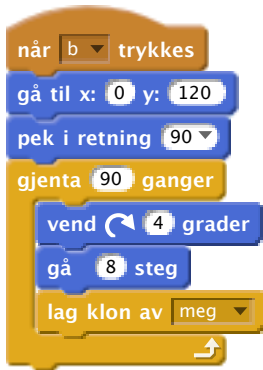 når b trykkes
gå til x: 0 y: 120
pek i retning 90
gjenta 90 ganger
vend 4 grader
gå 8 steg
lag klon av meg